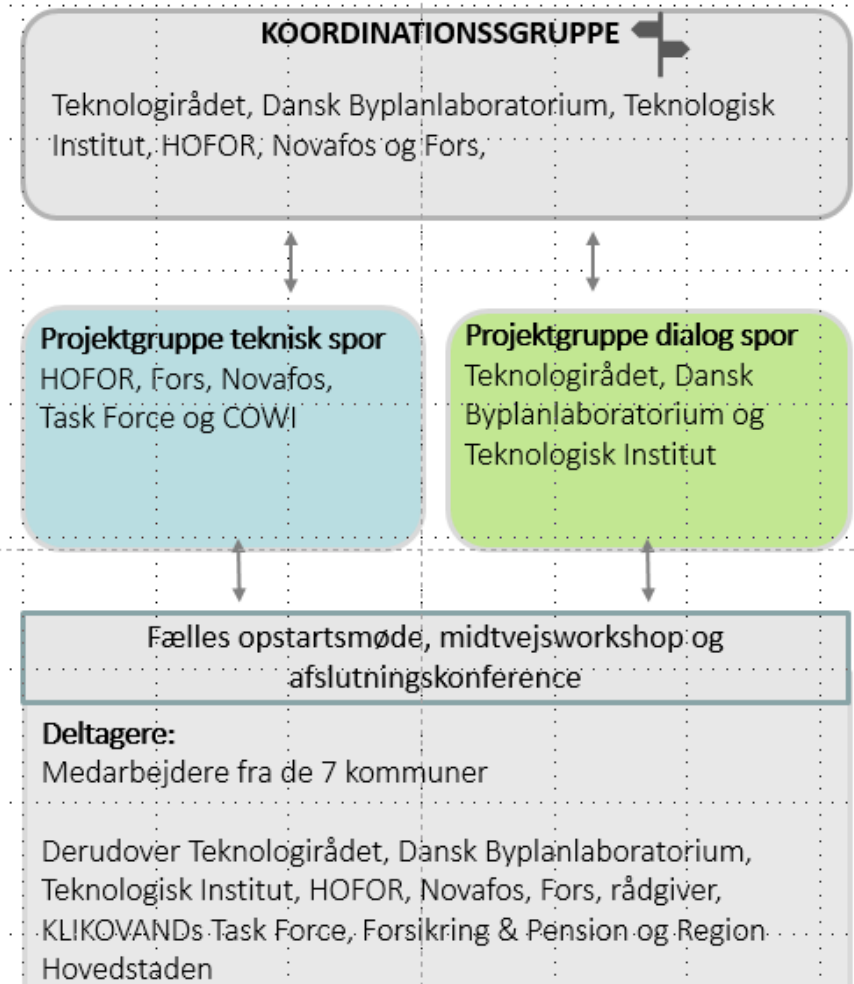 KOORDINATIONSSGRUPPE
Teknologirådet, Dansk Byplanlaboratorium, Teknologisk
Institut, HOFOR, Novafos og Fors,
Projektgruppe teknisk spor
HOFOR, Fors, Novafos,
Task Force og COWI
Projektgruppe dialog spor
Teknologirådet, Dansk
Byplanlaboratorium og
Teknologisk Institut
Fælles opstartsmøde, midtvejsworkshop og
afslutningskonference
Deltagere:
Medarbejdere fra de 7 kommuner
Derudover Teknologirådet, Dansk Byplanlaboratorium,
Teknologisk Institut, HOFOR, Novafos, Fors, rådgiver,
KLIKOVANDs Task Force, Forsikring & Pension og Region
Hovedstaden